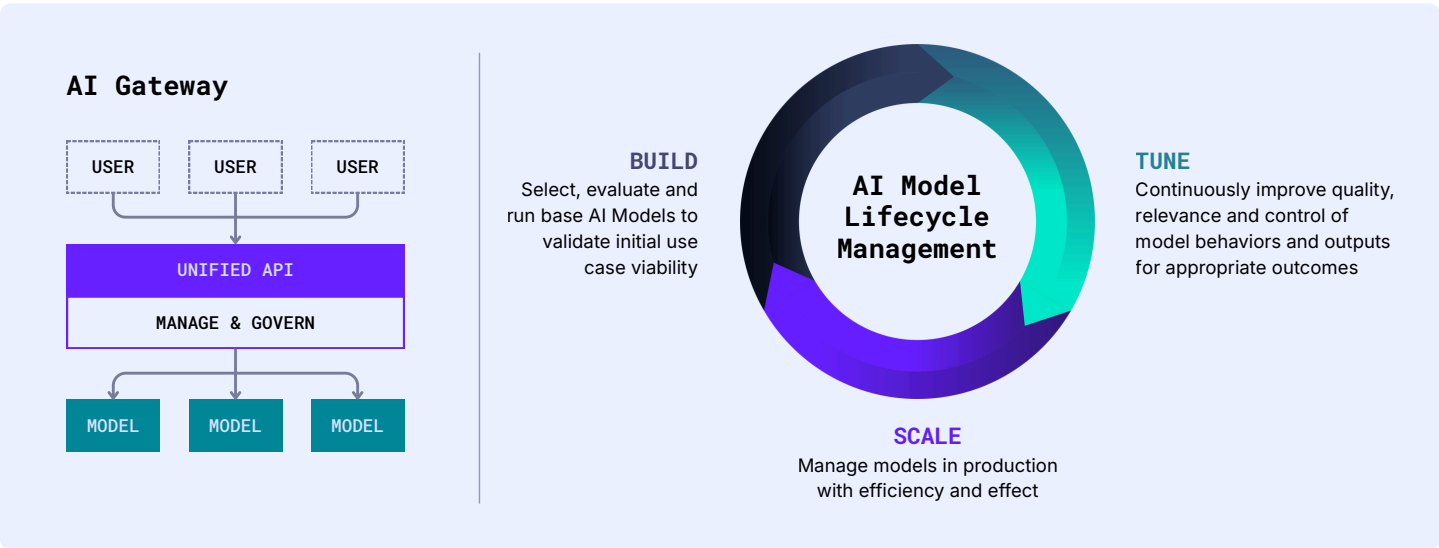 AI Gateway
USER USER USER
UNIFIED API
MANAGE & GOVERN
MODEL MODEL MODEL
BUILD
Select, evaluate and
run base AI Models to
validate initial use
case viability
AI Model
Lifecycle
Management
TUNE
Continuously improve quality,
relevance and control of
model behaviors and outputs
for appropriate outcomes
SCALE
Manage models in production
with efficiency and effect